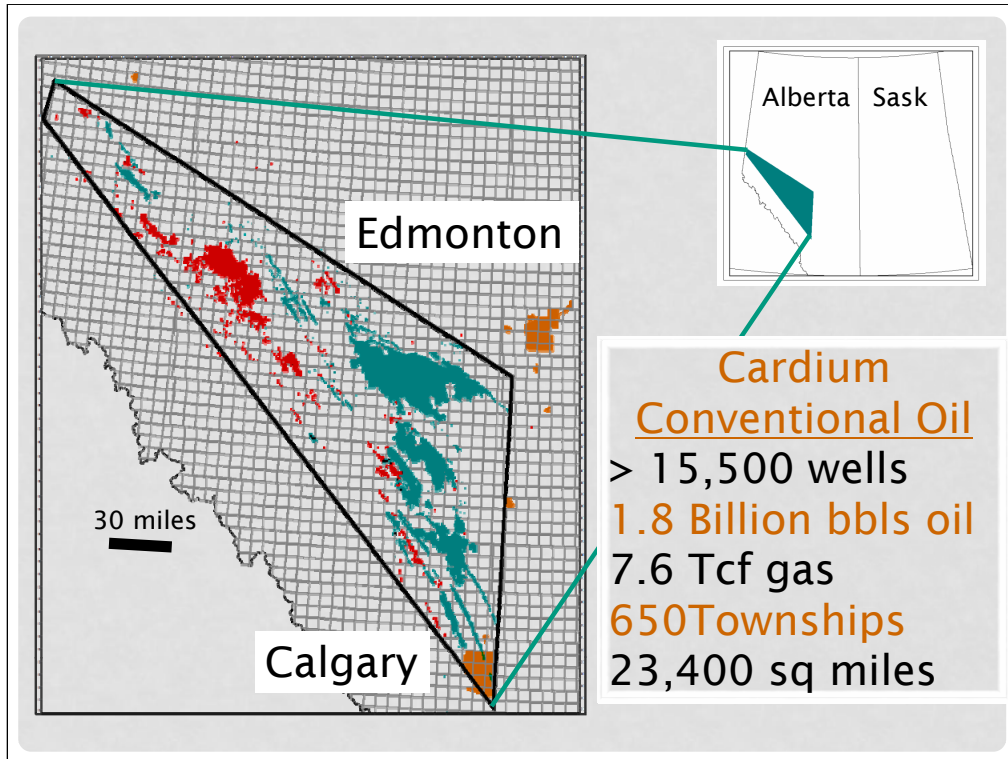 Alberta Sask
Edmonton
30 miles
Calgary
Cardium
Conventional Oil
> 15,500 wells
1.8 Billion bbls oil
7.6 Tcf gas
650Townships
23,400 sq miles